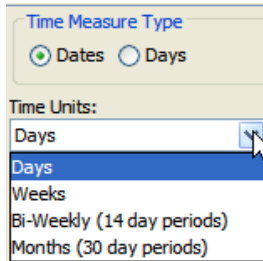 Time Measure Type
Dates Days
Time Units:
Days
Days
Weeks
Bi-Weekly (14 day periods)
Months (30 day periods)